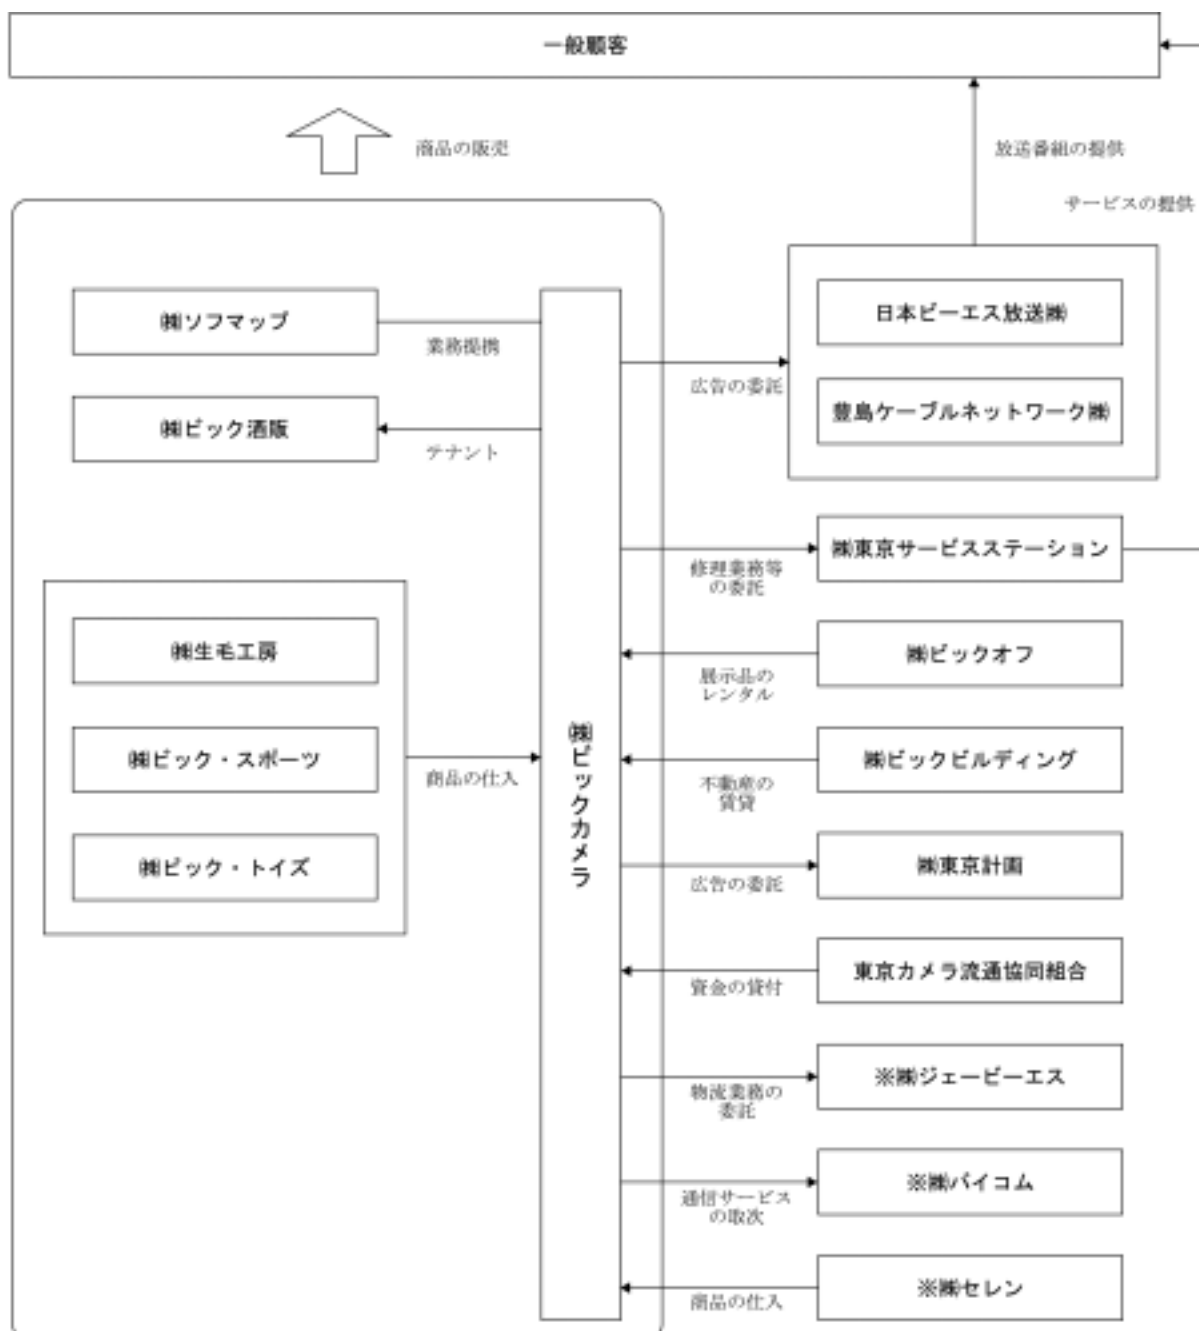 一般顧客
商品の販売
放送番組の提供
サービスの提供
㈱ソフマップ
業務提携
日本ビーエス放送㈱
広告の委託
豊島ケーブルネットワーク㈱
㈱ビック酒販
テナント
㈱東京サービスステーション
修理業務等
の委託
㈱生毛工房
㈱ビックオフ
展示品の
レンタル
㈱ビック・スポーツ
商品の仕入
㈱ビックカメラ
㈱ビックビルディング
不動産の
賃貸
㈱ビック・トイズ
㈱東京計画
広告の委託
東京カメラ流通協同組合
資金の貸付
※㈱ジェービーエス
物流業務の
委託
※㈱バイコム
通信サービス
の取次
※㈱セレン
商品の仕入